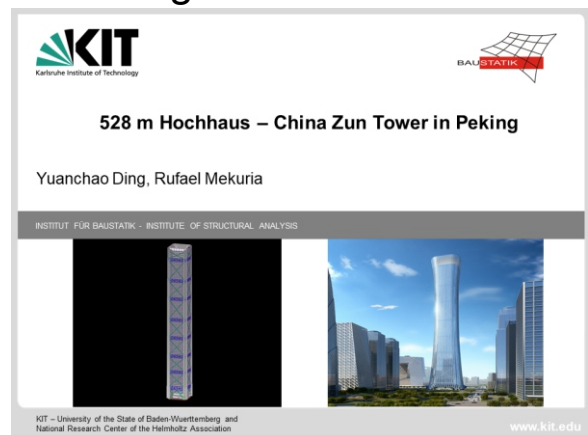 KIT
Karlsruhe Institute of Technology
BAUSTATIK
528 m Hochhaus – China Zun Tower in Peking
Yuanchao Ding, Rufael Mekuria
INSTITUT FÜR BAUSTATIK - INSTITUTE OF STRUCTURAL ANALYSIS
KIT – University of the State of Baden-Wuerttemberg and
National Research Center of the Helmholtz Association
www.kit.edu